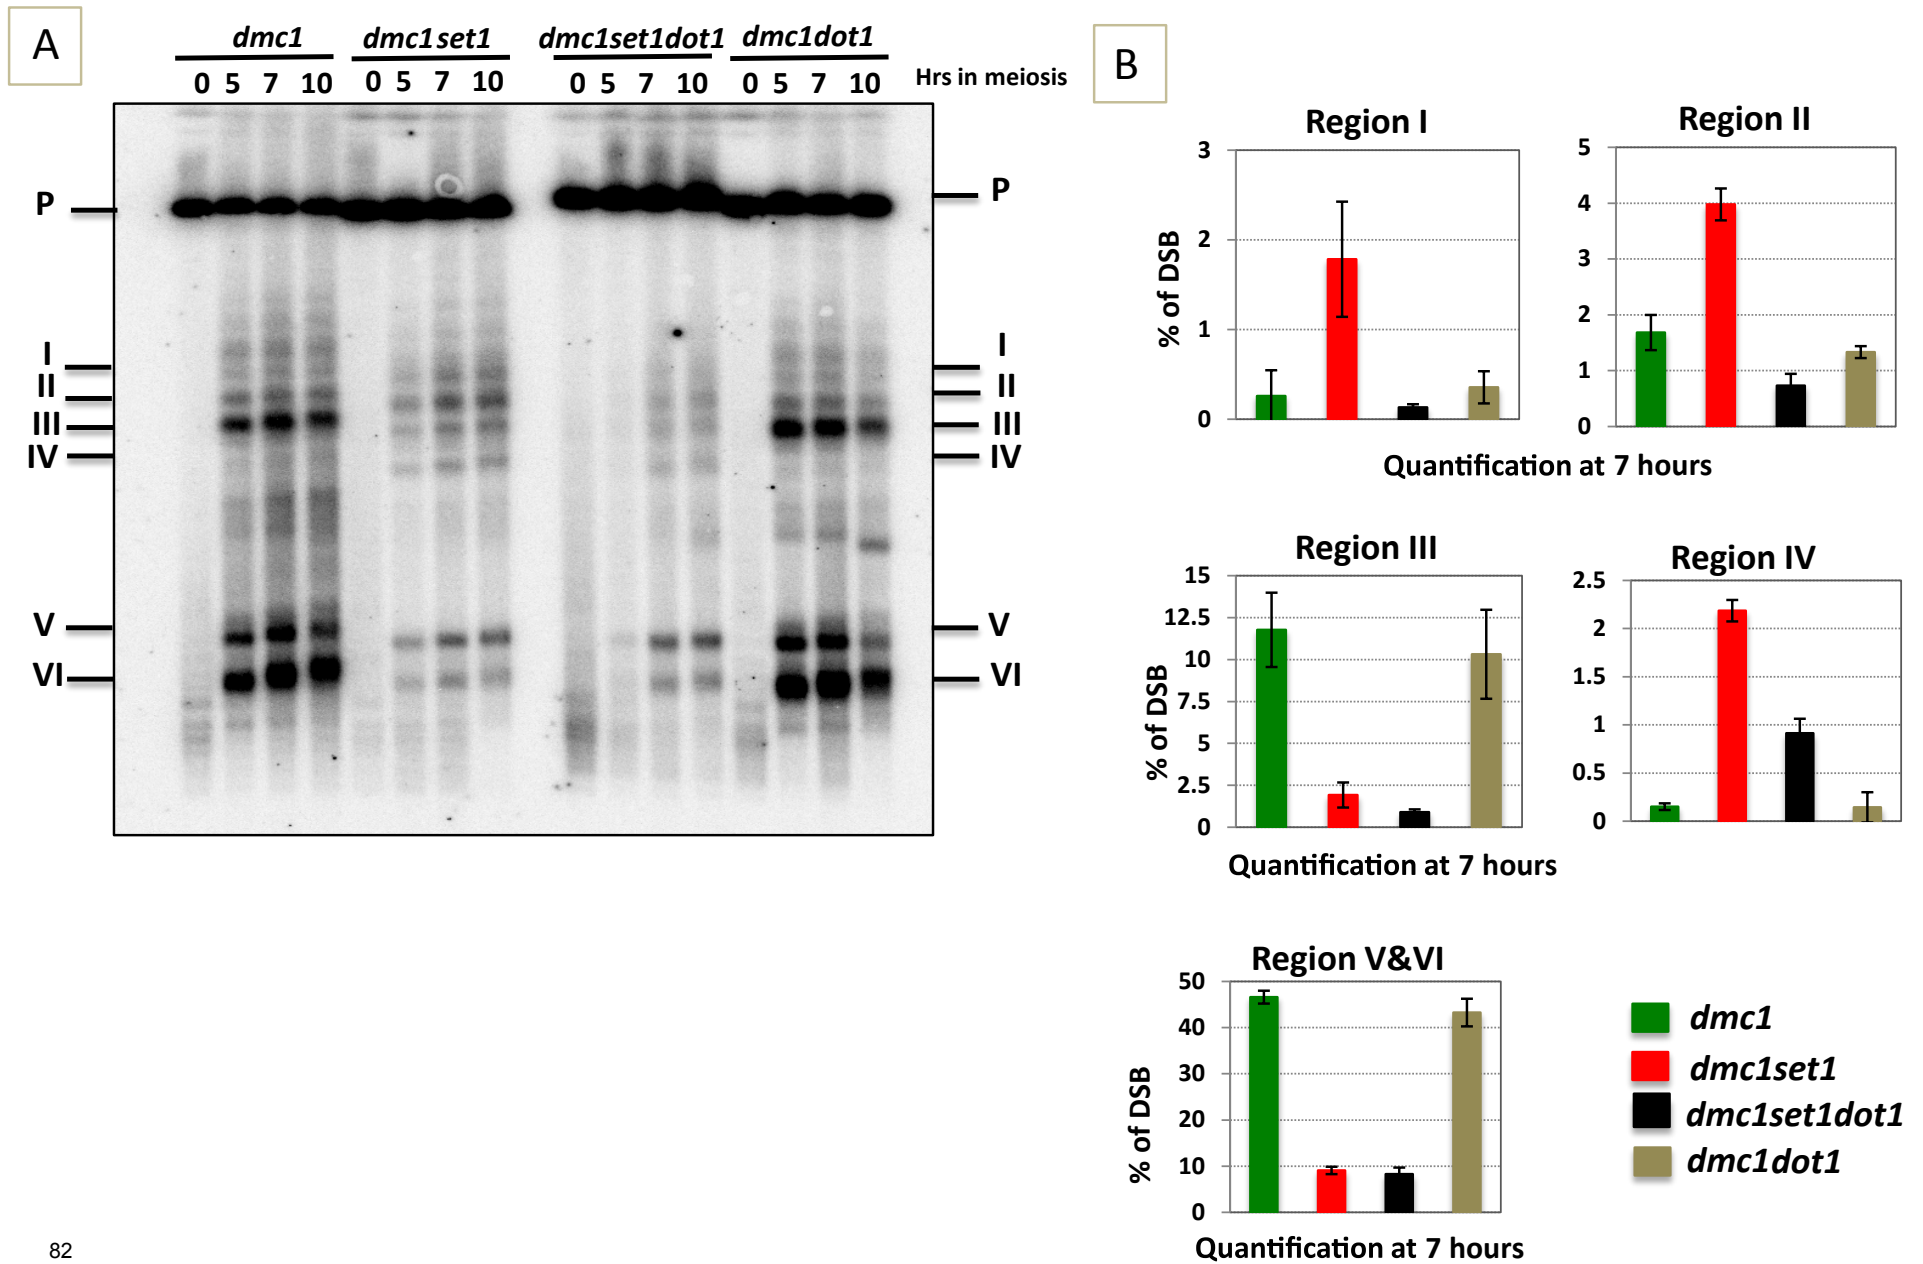 A
dmc1 dmc1set1 dmc1set1dot1 dmc1dot1
0 5 7 10 0 5 7 10 0 5 7 10 0 5 7 10 Hrs in meiosis
P P
I I
II II
III III
IV IV
V V
VI VI
B
Region I
3
2
1
0
% of DSB
Region II
5
4
3
2
1
0
Quantification at 7 hours
Region III
15
12.5
10
7.5
5
2.5
0
% of DSB
Region IV
2.5
2
1.5
1
0.5
0
Quantification at 7 hours
Region V&VI
50
40
30
20
10
0
% of DSB
Quantification at 7 hours
dmc1
dmc1set1
dmc1set1dot1
dmc1dot1
82